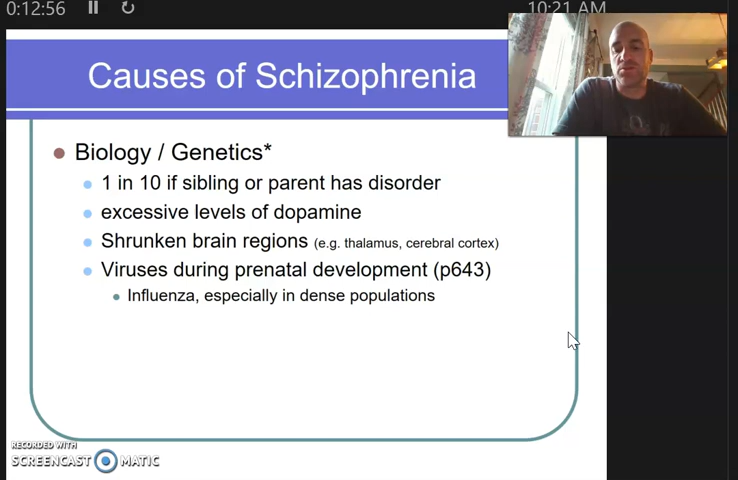 0:12:56
10:21 AM
Causes of Schizophrenia
Biology / Genetics*
1 in 10 if sibling or parent has disorder
excessive levels of dopamine
Shrunken brain regions (e.g. thalamus, cerebral cortex)
Viruses during prenatal development (p643)
Influenza, especially in dense populations
RECORDED WITH
SCREENCAST MATIC